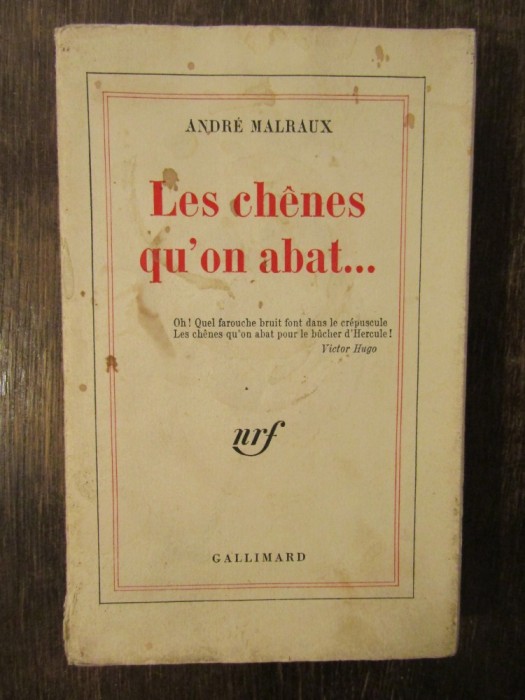 ANDRÉ MALRAUX
Les chênes
qu'on abat...
Oh ! Quel farouche bruit font dans le crépuscule
Les chênes qu'on abat pour le bûcher d'Hercule !
Victor Hugo
nrf
GALLIMARD